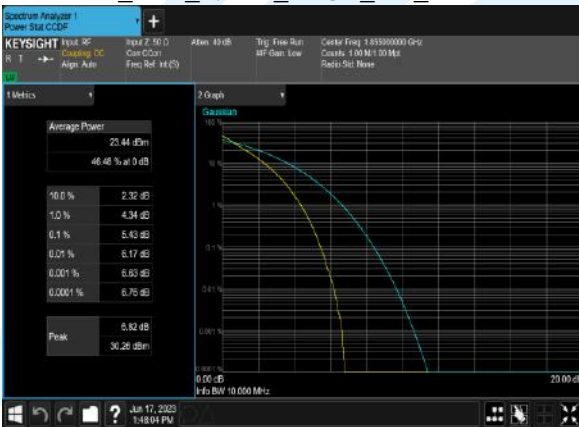 Spectrum Analyzer 1
Power Stat CCDF
KEYSIGHT
Input: RF
Coupling: DC
Align: Auto
Input Z: 50 Ω
Corr CCorr
Freq Ref: Int (S)
Atten: 40 dB
Trig: Free Run
#IF Gain: Low
Center Freq: 1.855000000 GHz
Counts: 1.00 M/1.00 Mpt
Radio Std: None
R T
1 Metrics
2 Graph
Average Power
23.44 dBm
46.46 % at 0 dB
10.0 % 2.32 dB
1.0 % 4.34 dB
0.1 % 5.43 dB
0.01 % 6.17 dB
0.001 % 6.63 dB
0.0001 % 6.76 dB
Peak
6.82 dB
30.26 dBm
Gaussian
100 %
10 %
1 %
0.1 %
0.01 %
0.001 %
0.0001 %
0.00 dB
20.00 dB
Info BW 10.000 MHz
Jun 17, 2023
1:48:04 PM